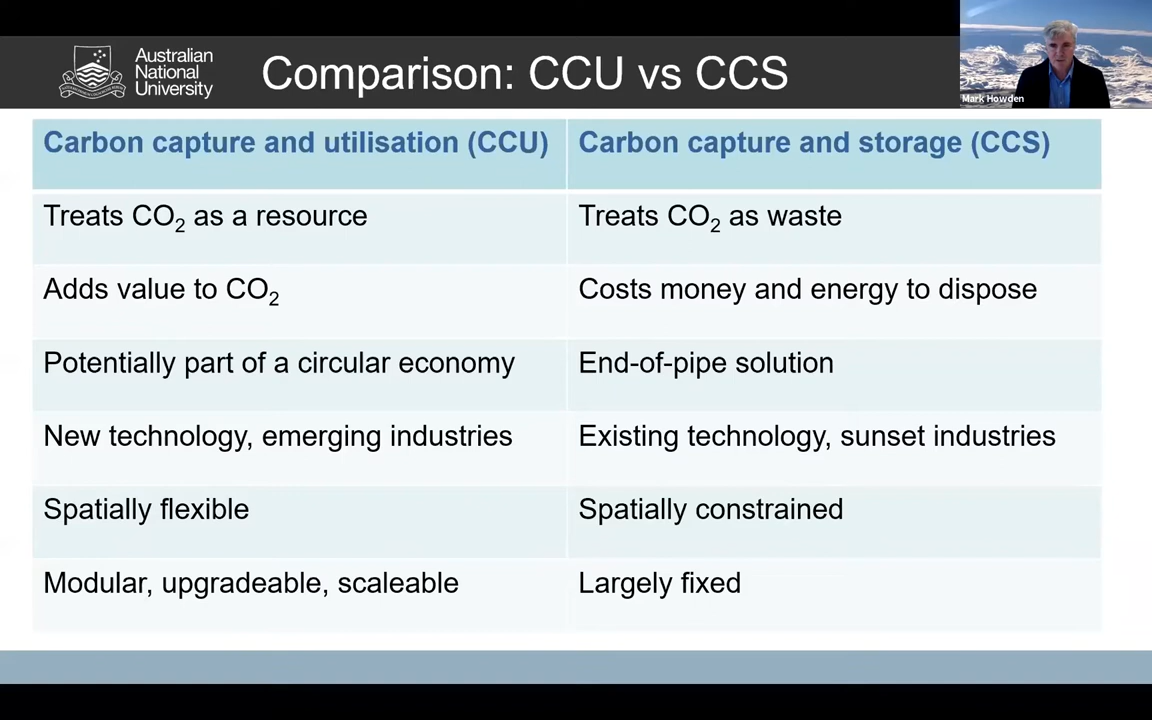 Australian
National
University
Comparison: CCU vs CCS
Mark Howden
Carbon capture and utilisation (CCU)
Carbon capture and storage (CCS)
Treats CO₂ as a resource
Treats CO₂ as waste
Adds value to CO₂
Costs money and energy to dispose
Potentially part of a circular economy
End-of-pipe solution
New technology, emerging industries
Existing technology, sunset industries
Spatially flexible
Spatially constrained
Modular, upgradeable, scaleable
Largely fixed